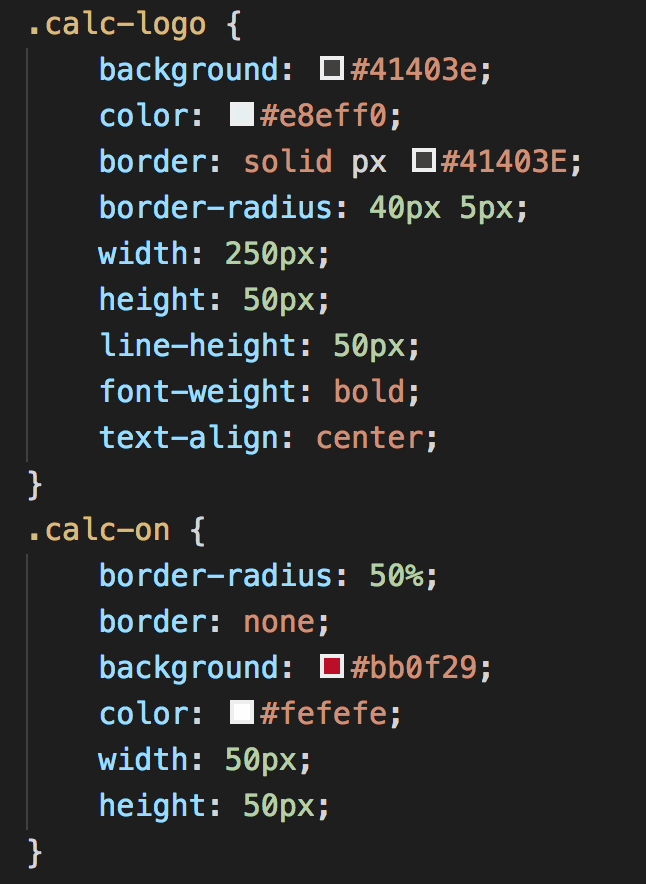 .calc-logo {
    background: #41403e;
    color: #e8eff0;
    border: solid px #41403E;
    border-radius: 40px 5px;
    width: 250px;
    height: 50px;
    line-height: 50px;
    font-weight: bold;
    text-align: center;
}
.calc-on {
    border-radius: 50%;
    border: none;
    background: #bb0f29;
    color: #fefefe;
    width: 50px;
    height: 50px;
}